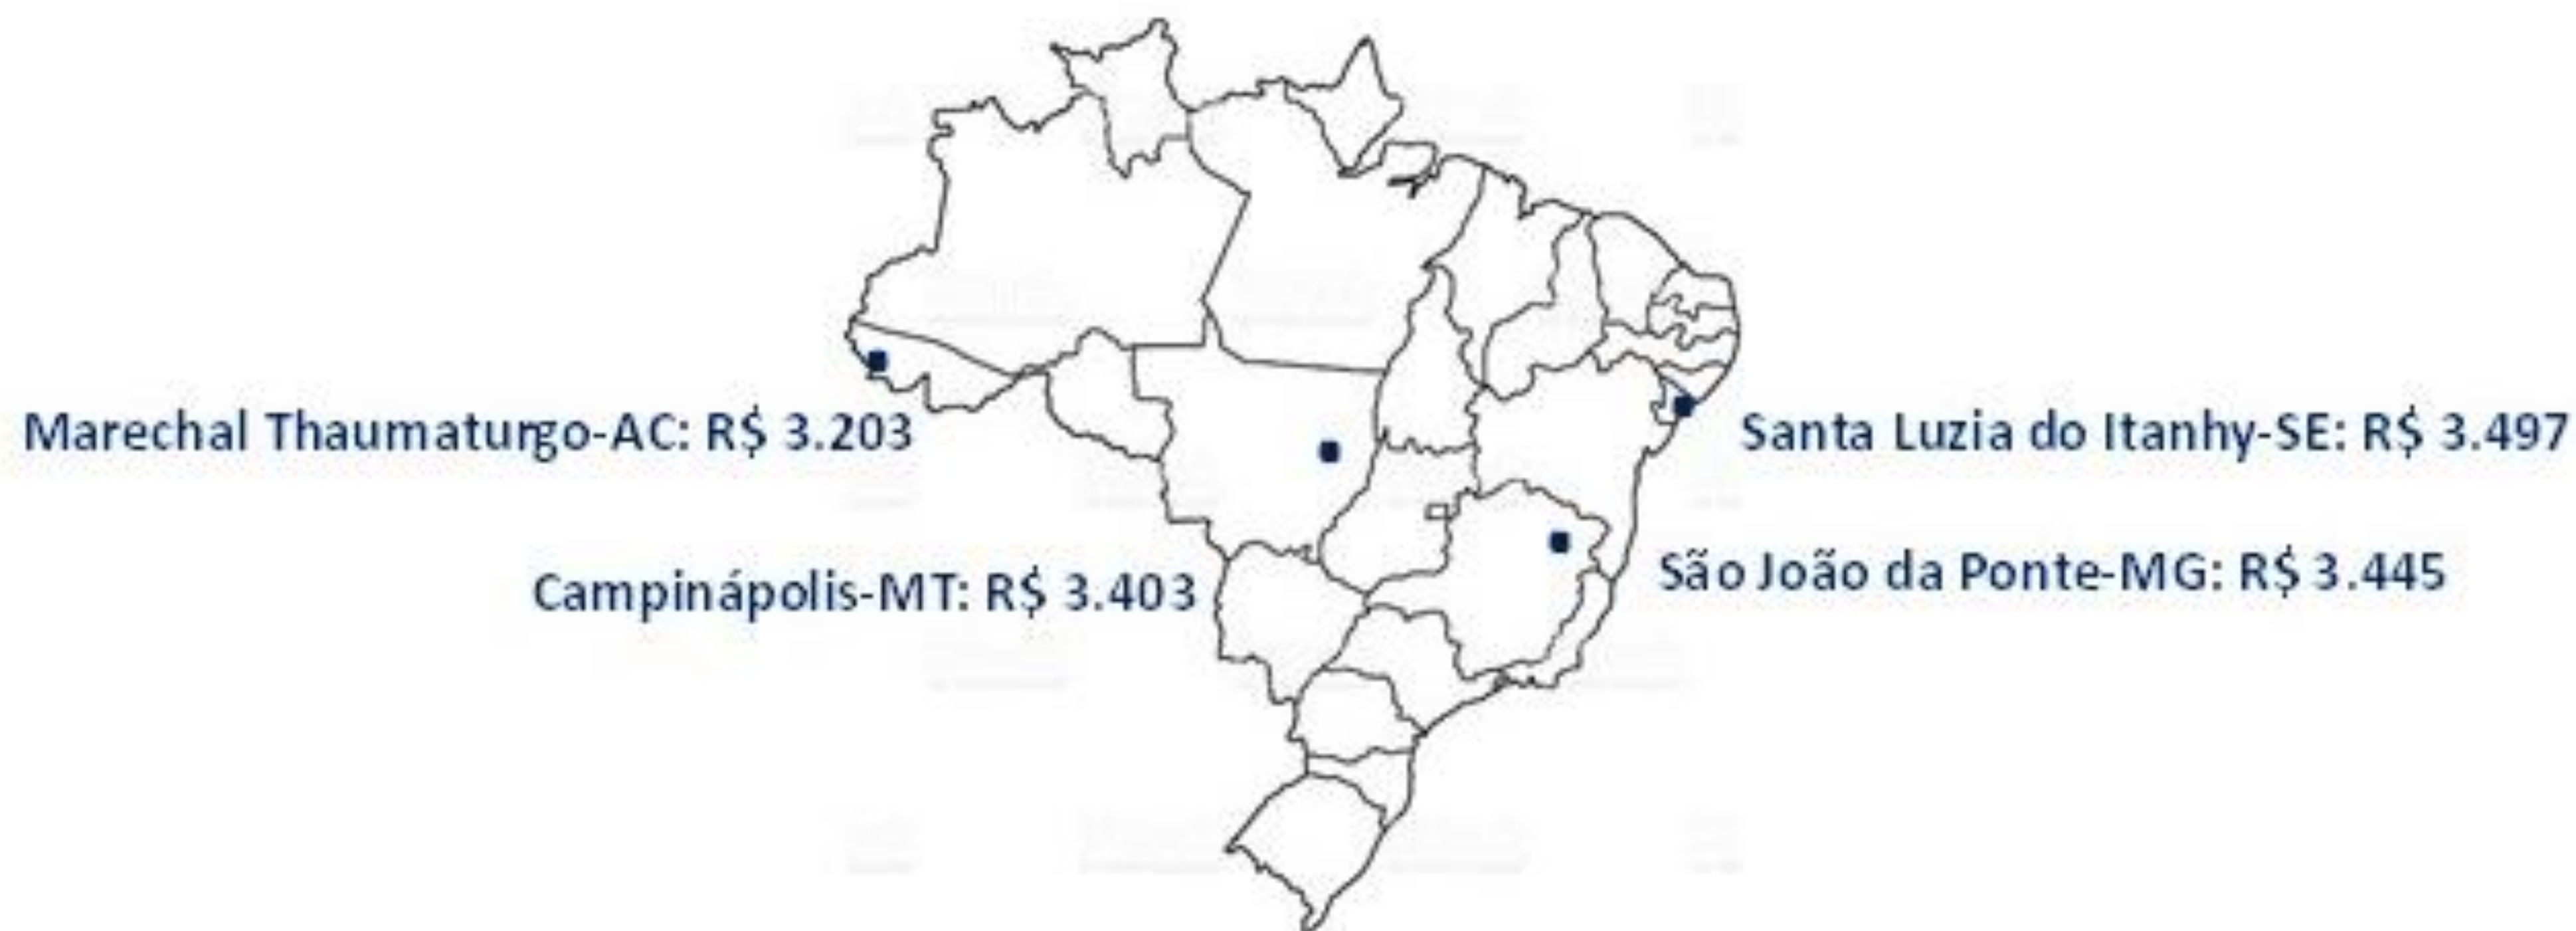 Marechal Thaumaturgo-AC: R$ 3.203
Santa Luzia do Itanhy-SE: R$ 3.497
Campinápolis-MT: R$ 3.403
São João da Ponte-MG: R$ 3.445